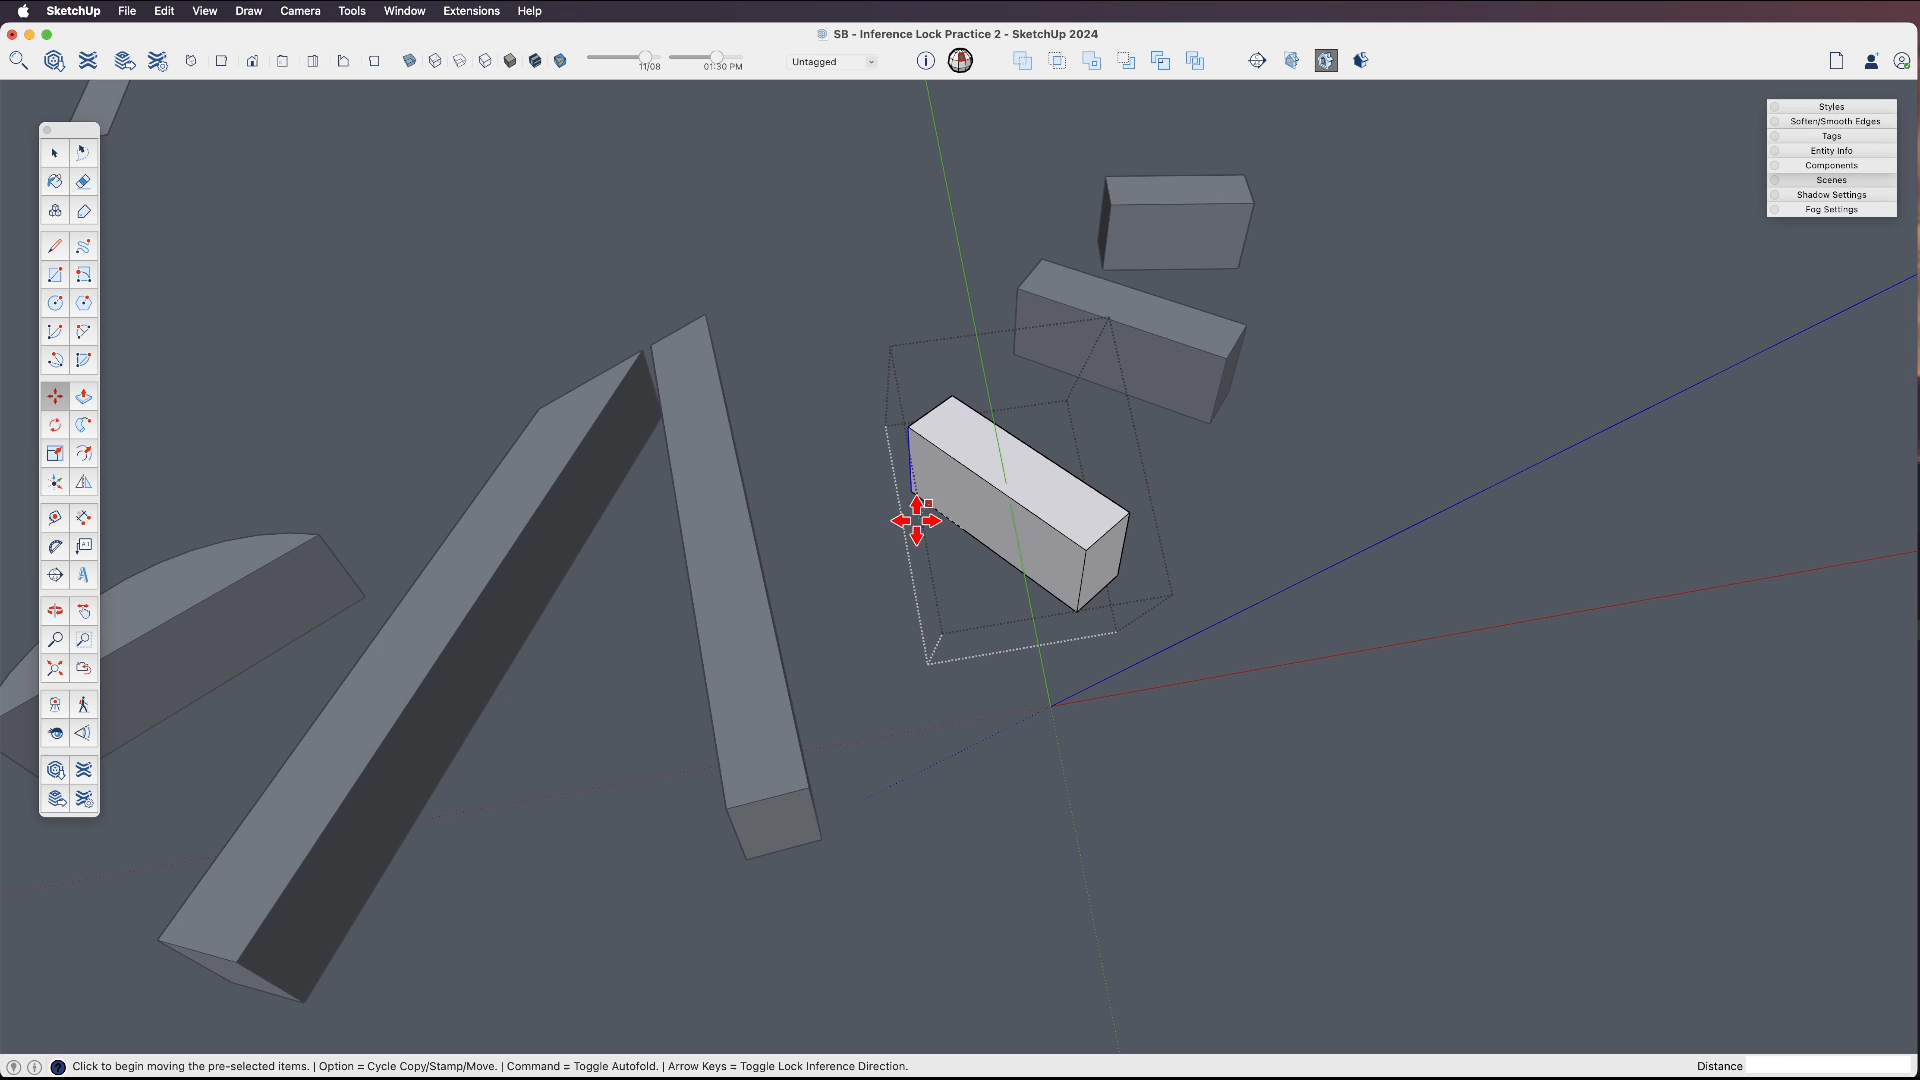 SketchUp File Edit View Draw Camera Tools Window Extensions Help
SB - Inference Lock Practice 2 - SketchUp 2024
11/08 01:30 PM Untagged
Styles
Soften/Smooth Edges
Tags
Entity Info
Components
Scenes
Shadow Settings
Fog Settings
A1
A
Click to begin moving the pre-selected items. | Option = Cycle Copy/Stamp/Move. | Command = Toggle Autofold. | Arrow Keys = Toggle Lock Inference Direction. Distance